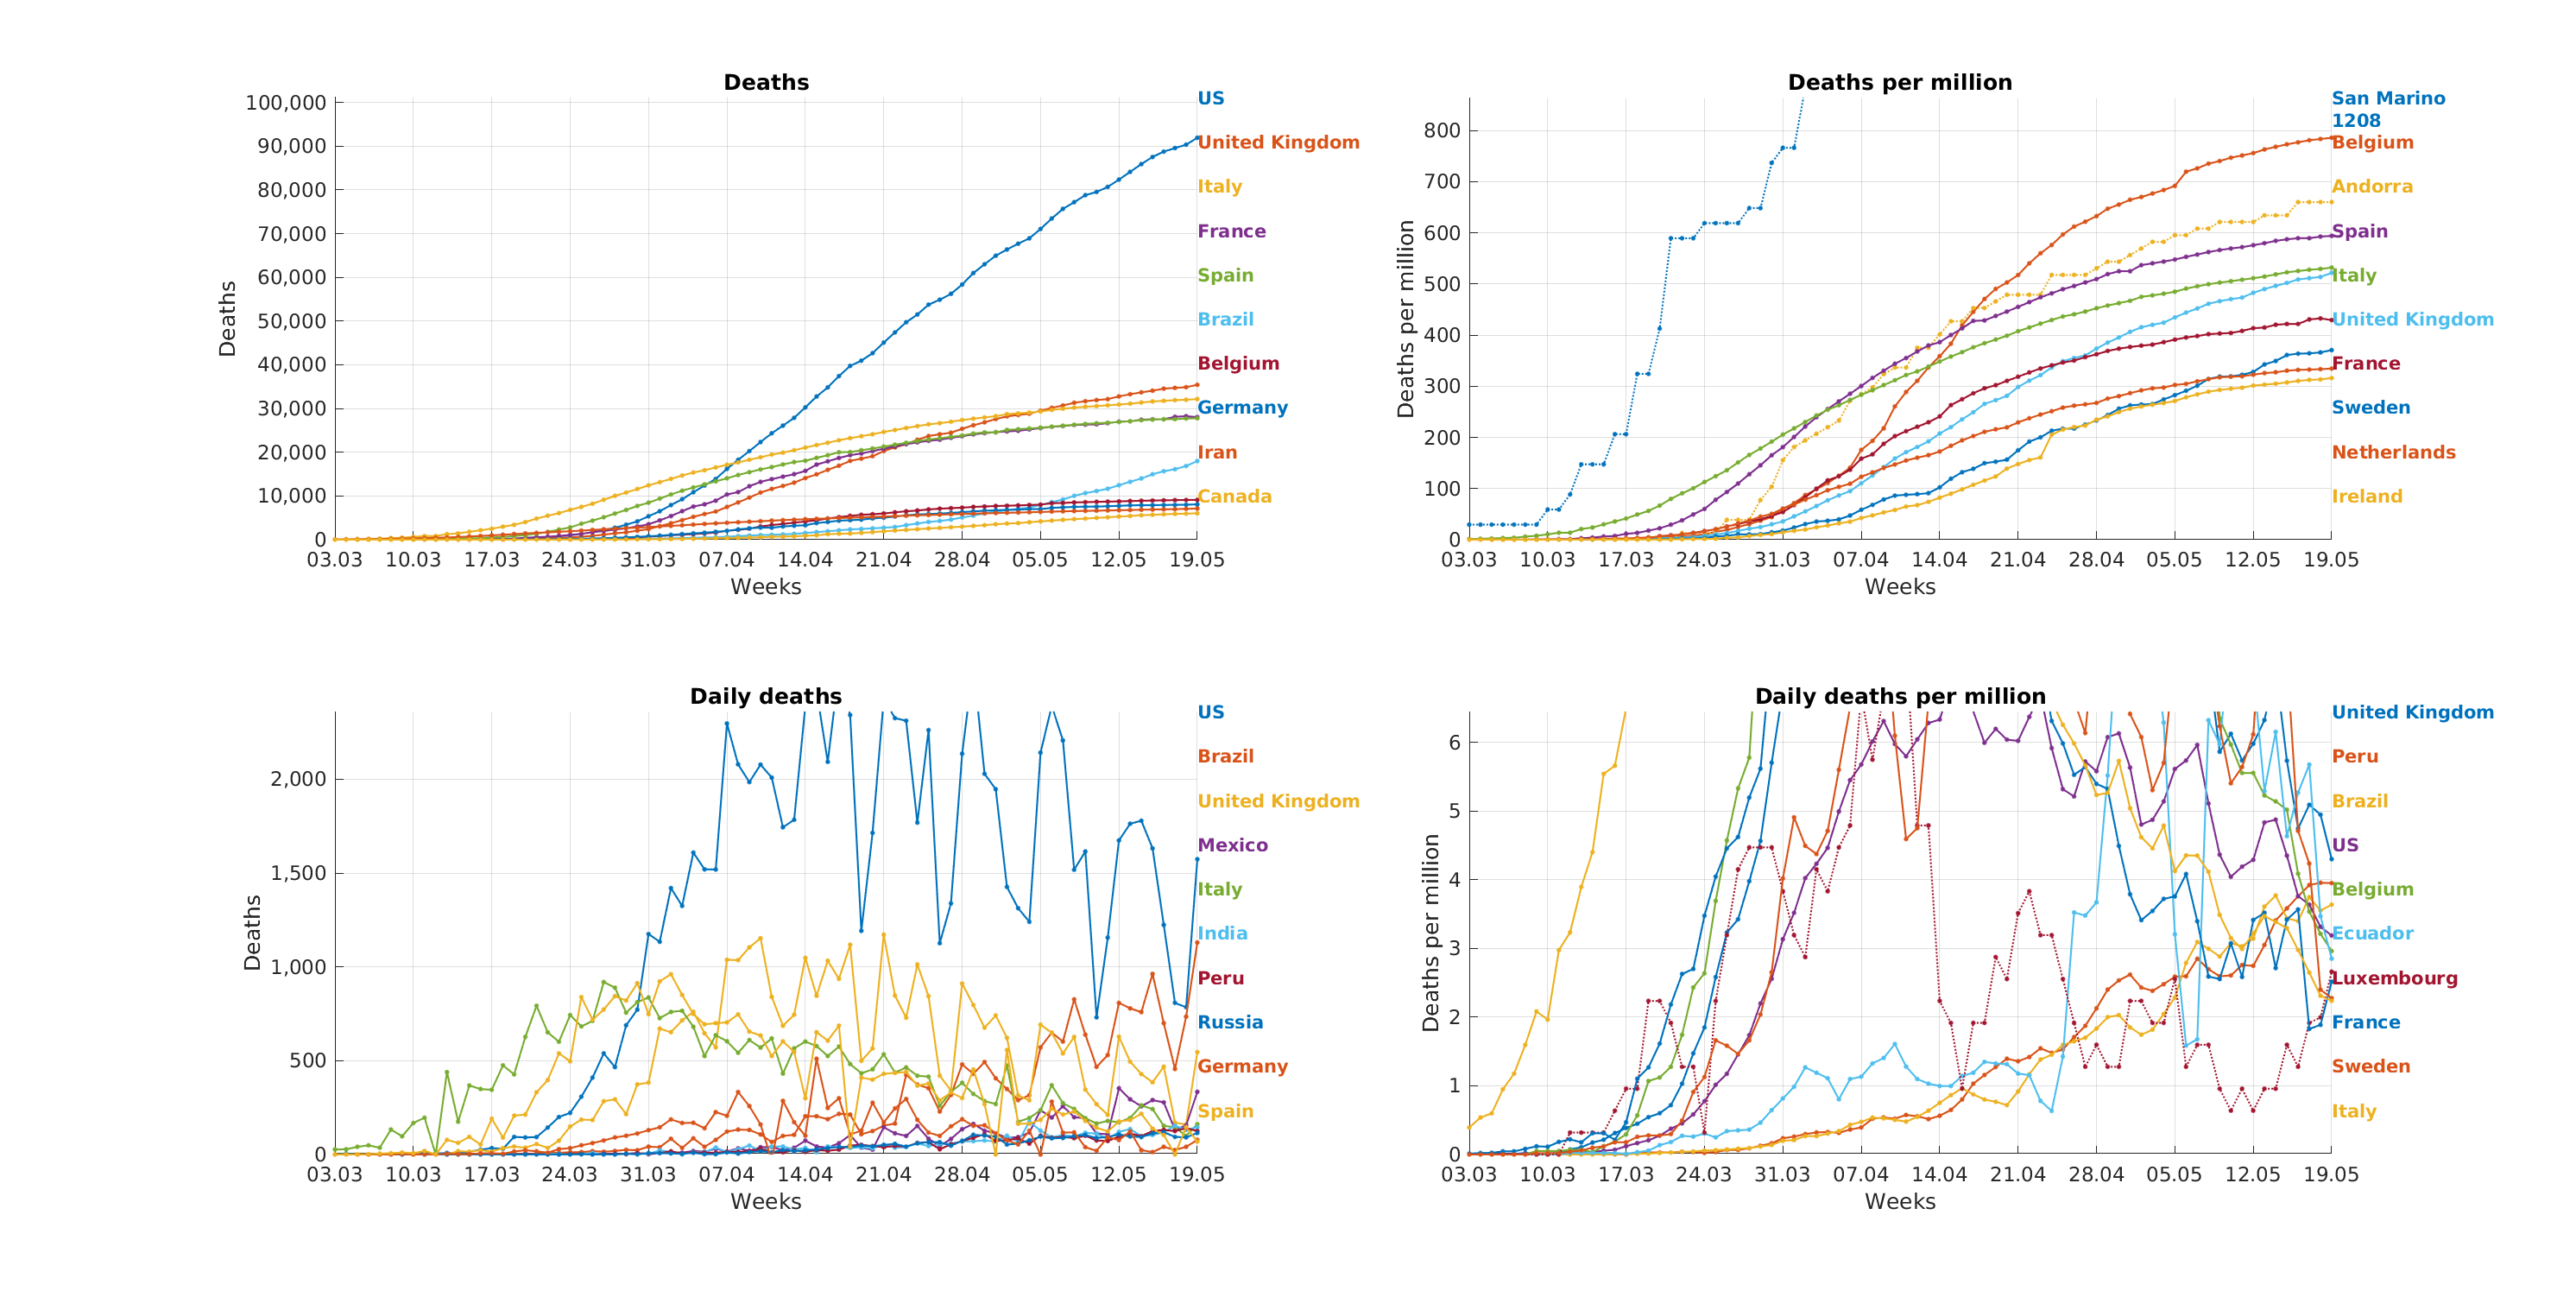 Deaths
100,000
90,000
80,000
70,000
60,000
50,000
40,000
30,000
20,000
10,000
0
Deaths
03.03 10.03 17.03 24.03 31.03 07.04 14.04 21.04 28.04 05.05 12.05 19.05
Weeks
US
United Kingdom
Italy
France
Spain
Brazil
Belgium
Germany
Iran
Canada
Deaths per million
800
700
600
500
400
300
200
100
0
Deaths per million
03.03 10.03 17.03 24.03 31.03 07.04 14.04 21.04 28.04 05.05 12.05 19.05
Weeks
San Marino
1208
Belgium
Andorra
Spain
Italy
United Kingdom
France
Sweden
Netherlands
Ireland
Daily deaths
2,000
1,500
1,000
500
0
Deaths
03.03 10.03 17.03 24.03 31.03 07.04 14.04 21.04 28.04 05.05 12.05 19.05
Weeks
US
Brazil
United Kingdom
Mexico
Italy
India
Peru
Russia
Germany
Spain
Daily deaths per million
6
5
4
3
2
1
0
Deaths per million
03.03 10.03 17.03 24.03 31.03 07.04 14.04 21.04 28.04 05.05 12.05 19.05
Weeks
United Kingdom
Peru
Brazil
US
Belgium
Ecuador
Luxembourg
France
Sweden
Italy